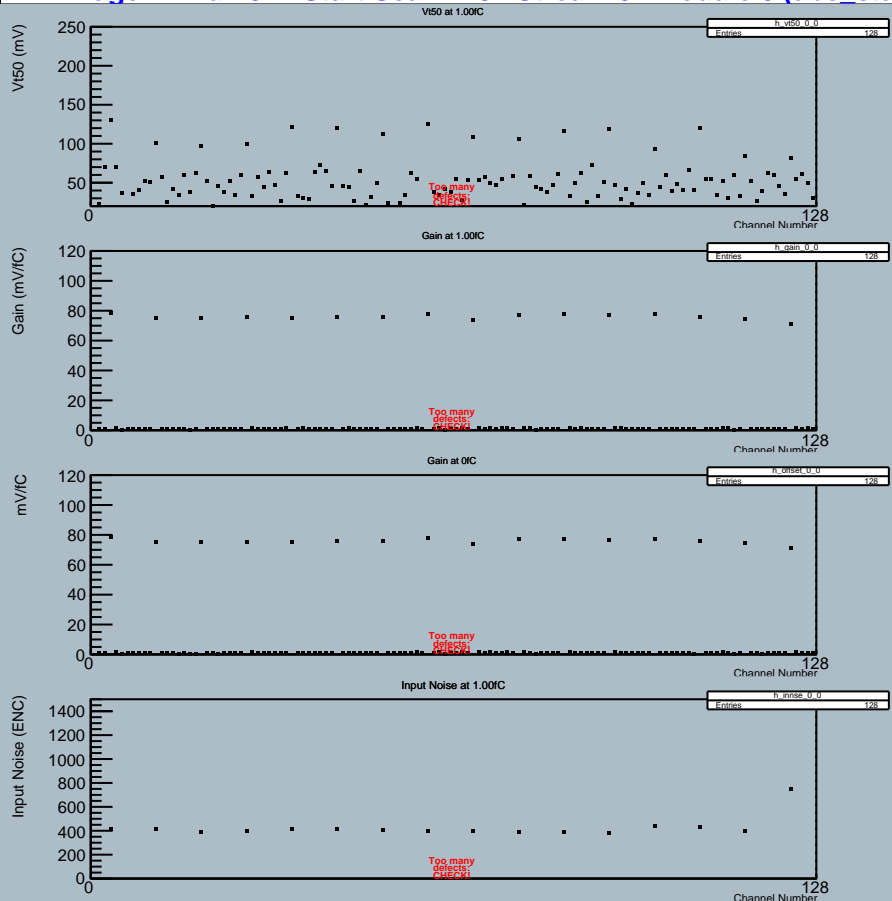 Vt50 at 1.00fC
h_vt50_0_0
Entries 128
Vt50 (mV)
250
200
150
100
50
Too many
defects:
CHECK!
0
128
Channel Number
Gain at 1.00fC
h_gain_0_0
Entries 128
Gain (mV/fC)
120
100
80
60
40
20
0
Too many
defects:
CHECK!
0
128
Channel Number
Gain at 0fC
h_offset_0_0
Entries 128
mV/fC
120
100
80
60
40
20
0
Too many
defects:
CHECK!
0
128
Channel Number
Input Noise at 1.00fC
h_innse_0_0
Entries 128
Input Noise (ENC)
1400
1200
1000
800
600
400
200
0
Too many
defects:
CHECK!
0
128
Channel Number